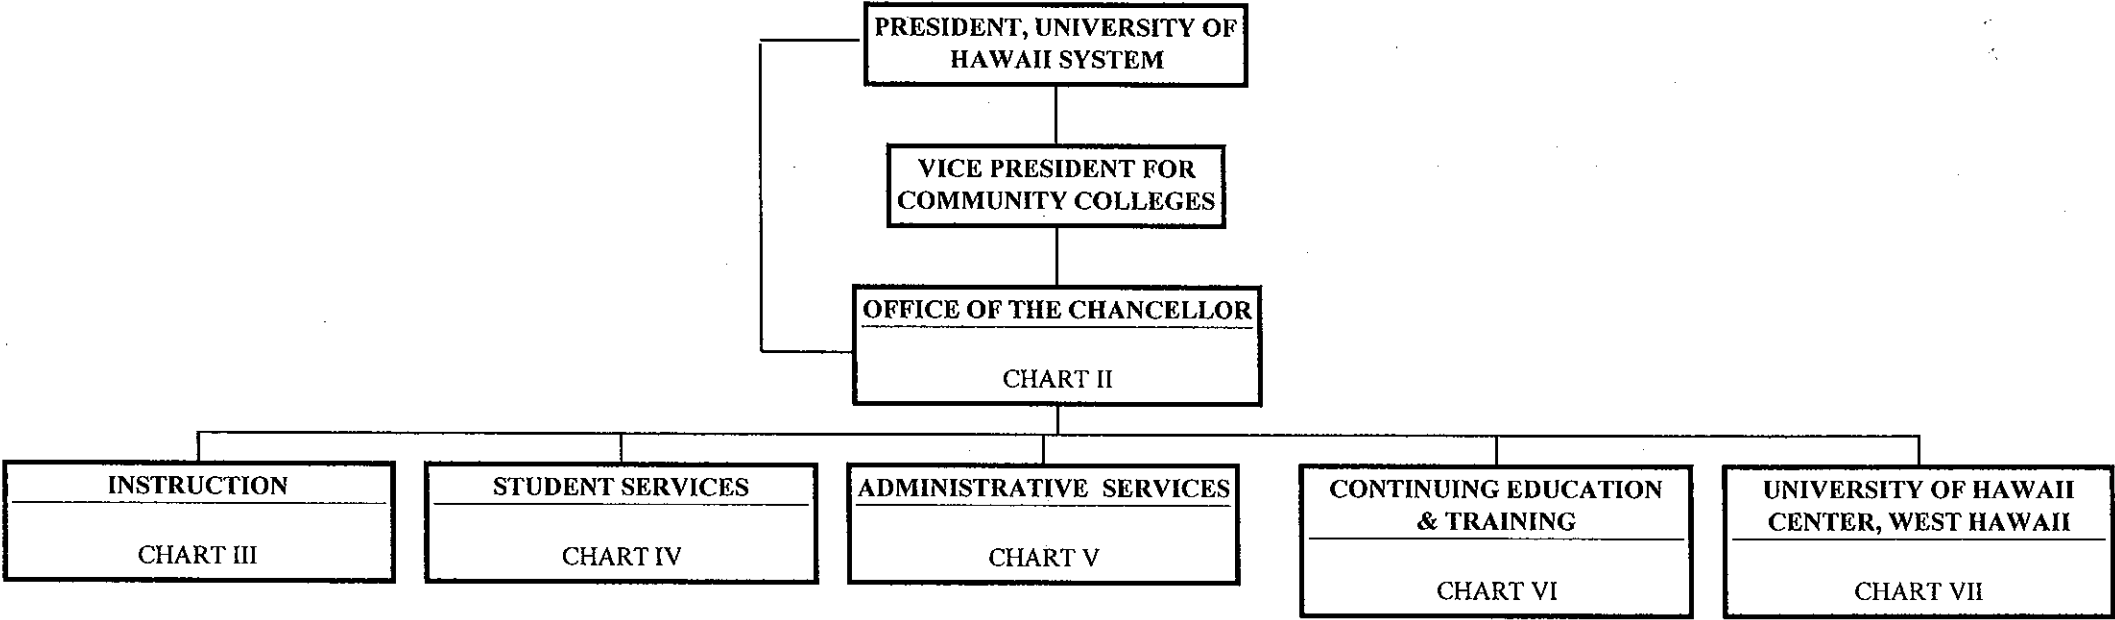 PRESIDENT, UNIVERSITY OF
HAWAII SYSTEM
VICE PRESIDENT FOR
COMMUNITY COLLEGES
OFFICE OF THE CHANCELLOR
CHART II
INSTRUCTION
CHART III
STUDENT SERVICES
CHART IV
ADMINISTRATIVE SERVICES
CHART V
CONTINUING EDUCATION
& TRAINING
CHART VI
UNIVERSITY OF HAWAII
CENTER, WEST HAWAII
CHART VII